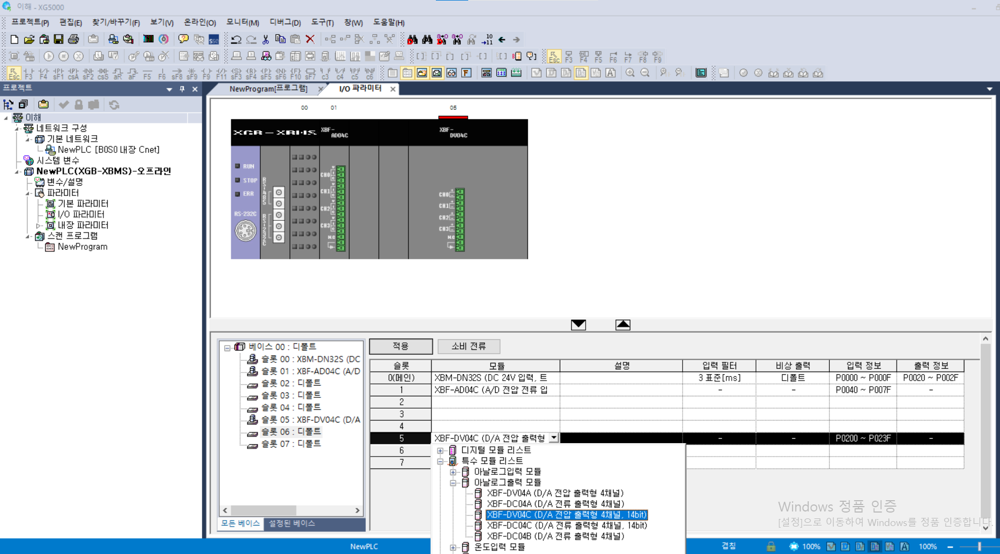 이해 - XG5000
프로젝트(P) 편집(E) 찾기/바꾸기(F) 보기(V) 온라인(O) 모니터(M) 디버그(D) 도구(T) 창(W) 도움말(H)
Esc F3 F4 F5 F6 F7 F8 F9
Esc F3 F4 sF1 csA sF2 csS aR aF F5 F6 sF8 sF9 F9 F11 sF3 sF4 sF5 sF6 F10 sF7 c3 c4 c5 c6
프로젝트
NewProgram[프로그램] I/O 파라미터
이해
네트워크 구성
기본 네트워크
NewPLC [B0S0 내장 Cnet]
시스템 변수
NewPLC(XGB-XBMS)-오프라인
변수/설명
파라미터
기본 파라미터
I/O 파라미터
내장 파라미터
스캔 프로그램
NewProgram
00 01 05
XGB - XBMS XBF-AD04C XBF-DV04C
RUN
STOP
ERR
RS-232C
CH0
CH1
CH2
CH3
N.C
CH0
CH1
CH2
CH3
N.C
베이스 00 : 디폴트
슬롯 00 : XBM-DN32S (DC
슬롯 01 : XBF-AD04C (A/D
슬롯 02 : 디폴트
슬롯 03 : 디폴트
슬롯 04 : 디폴트
슬롯 05 : XBF-DV04C (D/A
슬롯 06 : 디폴트
슬롯 07 : 디폴트
모든 베이스 설정된 베이스
적용 소비 전류
슬롯 모듈 설명 입력 필터 비상 출력 입력 정보 출력 정보
0(메인) XBM-DN32S (DC 24V 입력, 트 3 표준[ms] 디폴트 P0000 ~ P000F P0020 ~ P002F
1 XBF-AD04C (A/D 전압 전류 입 - - P0040 ~ P007F -
2
3
4
5 XBF-DV04C (D/A 전압 출력형 - - P0200 ~ P023F -
6
7
디지털 모듈 리스트
특수 모듈 리스트
아날로그입력 모듈
아날로그출력 모듈
XBF-DV04A (D/A 전압 출력형 4채널)
XBF-DC04A (D/A 전류 출력형 4채널)
XBF-DV04C (D/A 전압 출력형 4채널, 14bit)
XBF-DC04C (D/A 전류 출력형 4채널, 14bit)
XBF-DC04B (D/A 전류 출력형 4채널)
온도입력 모듈
Windows 정품 인증
[설정]으로 이동하여 Windows를 정품 인증합니다.
NewPLC 겹침 100% 100%